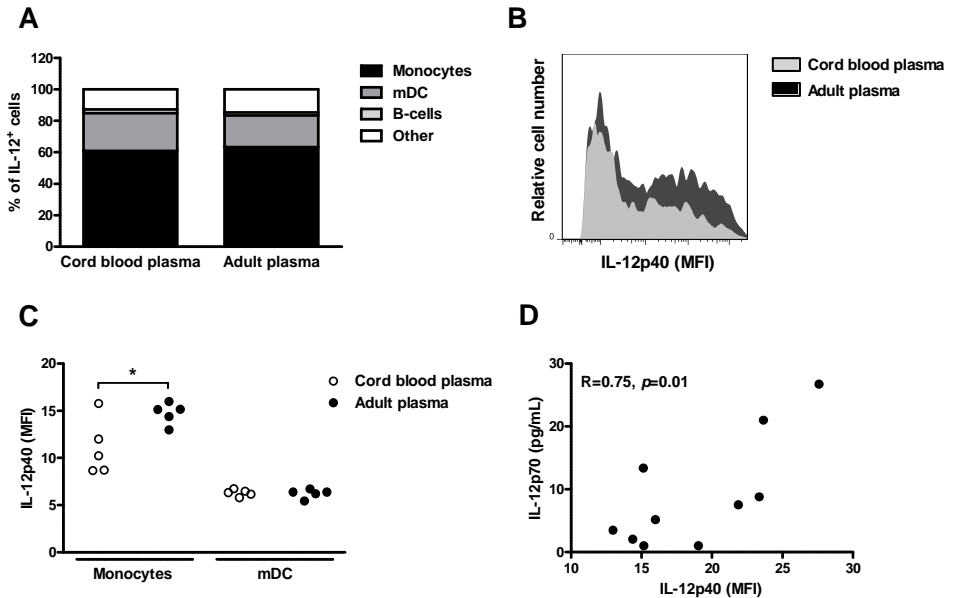 A
120
100
80
60
40
20
0
% of IL-12+ cells
Cord blood plasma
Adult plasma
Monocytes
mDC
B-cells
Other
B
Relative cell number
0
IL-12p40 (MFI)
Cord blood plasma
Adult plasma
C
20
15
10
5
0
IL-12p40 (MFI)
*
Monocytes
mDC
Cord blood plasma
Adult plasma
D
R=0.75, p=0.01
30
20
10
0
IL-12p70 (pg/mL)
10
15
20
25
30
IL-12p40 (MFI)